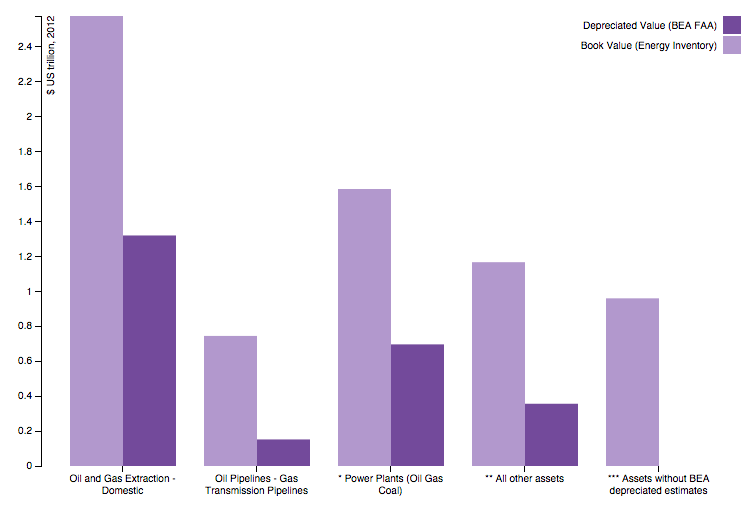 $ US trillion, 2012
Depreciated Value (BEA FAA)
Book Value (Energy Inventory)
2.4
2.2
2
1.8
1.6
1.4
1.2
1
0.8
0.6
0.4
0.2
0
Oil and Gas Extraction -
Domestic
Oil Pipelines - Gas
Transmission Pipelines
* Power Plants (Oil Gas
Coal)
** All other assets
*** Assets without BEA
depreciated estimates